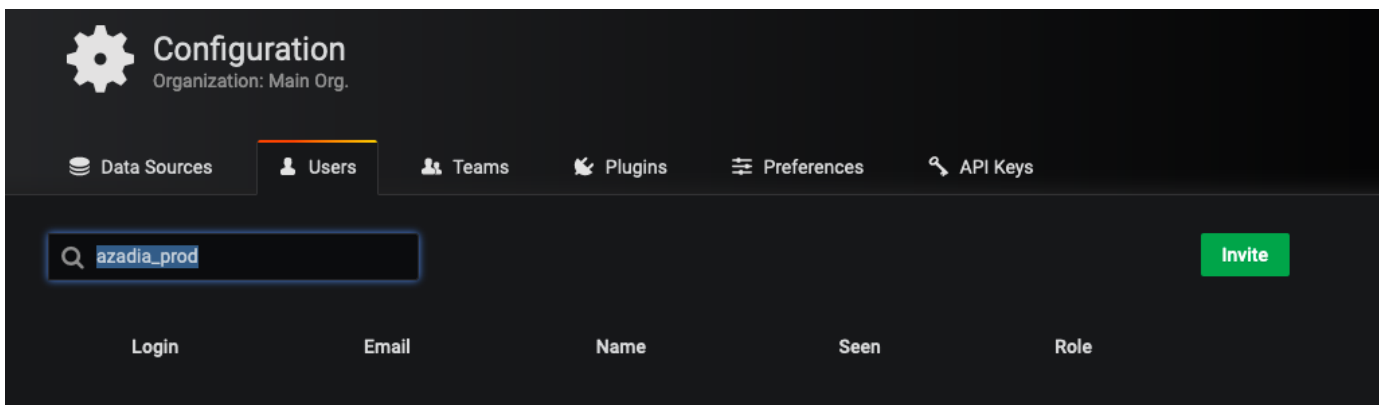 Configuration
Organization: Main Org.
Data Sources Users Teams Plugins Preferences API Keys
azadia_prod Invite
Login Email Name Seen Role